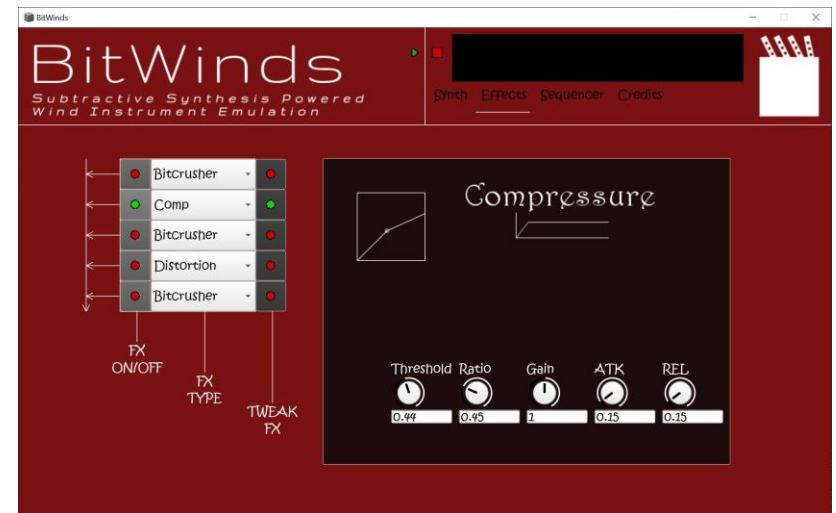 BitWinds
BitWinds
Subtractive Synthesis Powered
Wind Instrument Emulation
Synth Effects Sequencer Credits
Bitcrusher
Comp
Bitcrusher
Distortion
Bitcrusher
FX
ON/OFF
FX
TYPE
TWEAK
FX
Compressure
Threshold Ratio Gain ATK REL
0.44 0.45 1 0.15 0.15